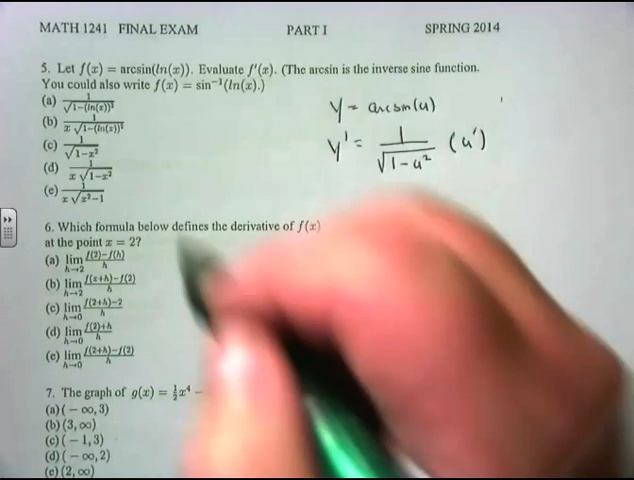 MATH 1241 FINAL EXAM PART I SPRING 2014
5. Let f(x) = arcsin(ln(x)). Evaluate f'(x). (The arcsin is the inverse sine function.
You could also write f(x) = sin⁻¹(ln(x).)
(a) 1/√(1−(ln(x))²)
(b) 1/(x √(1−(ln(x))²))
(c) 1/√(1−x²)
(d) 1/(x √(1−x²))
(e) 1/(x √(x²−1))
y = arcsin(u)
y' = 1/√(1−u²) (u')
6. Which formula below defines the derivative of f(x)
at the point x = 2?
(a) lim h→2 (f(2)−f(h))/h
(b) lim h→2 (f(x+h)−f(2))/h
(c) lim h→0 (f(2+h)−2)/h
(d) lim h→0 (f(2)+h)/h
(e) lim h→0 (f(2+h)−f(2))/h
7. The graph of g(x) = ½x⁴ −
(a) (− ∞, 3)
(b) (3, ∞)
(c) (− 1, 3)
(d) (− ∞, 2)
(e) (2, ∞)